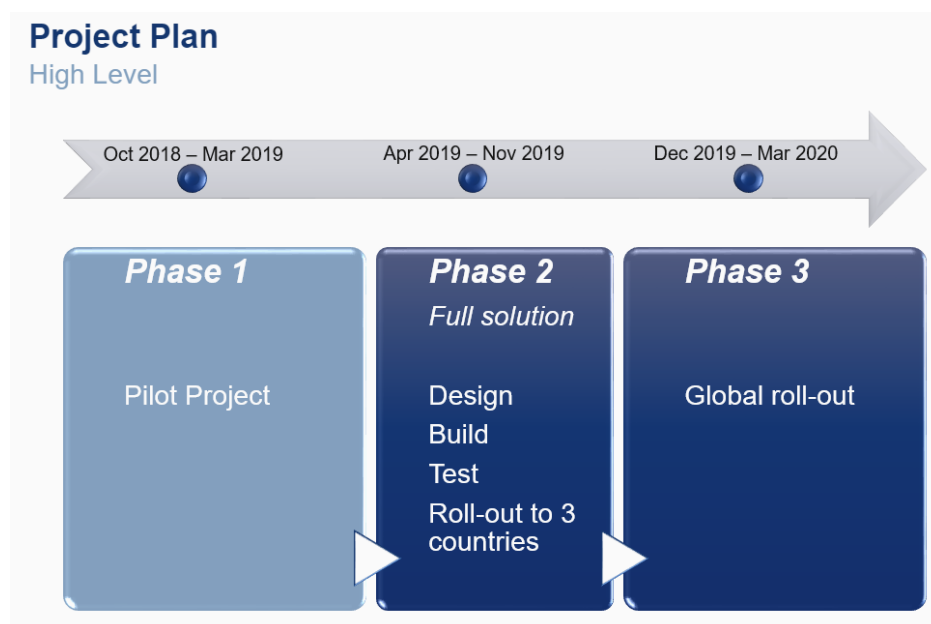 Project Plan
High Level
Oct 2018 – Mar 2019
Apr 2019 – Nov 2019
Dec 2019 – Mar 2020
Phase 1
Pilot Project
Phase 2
Full solution
Design
Build
Test
Roll-out to 3
countries
Phase 3
Global roll-out